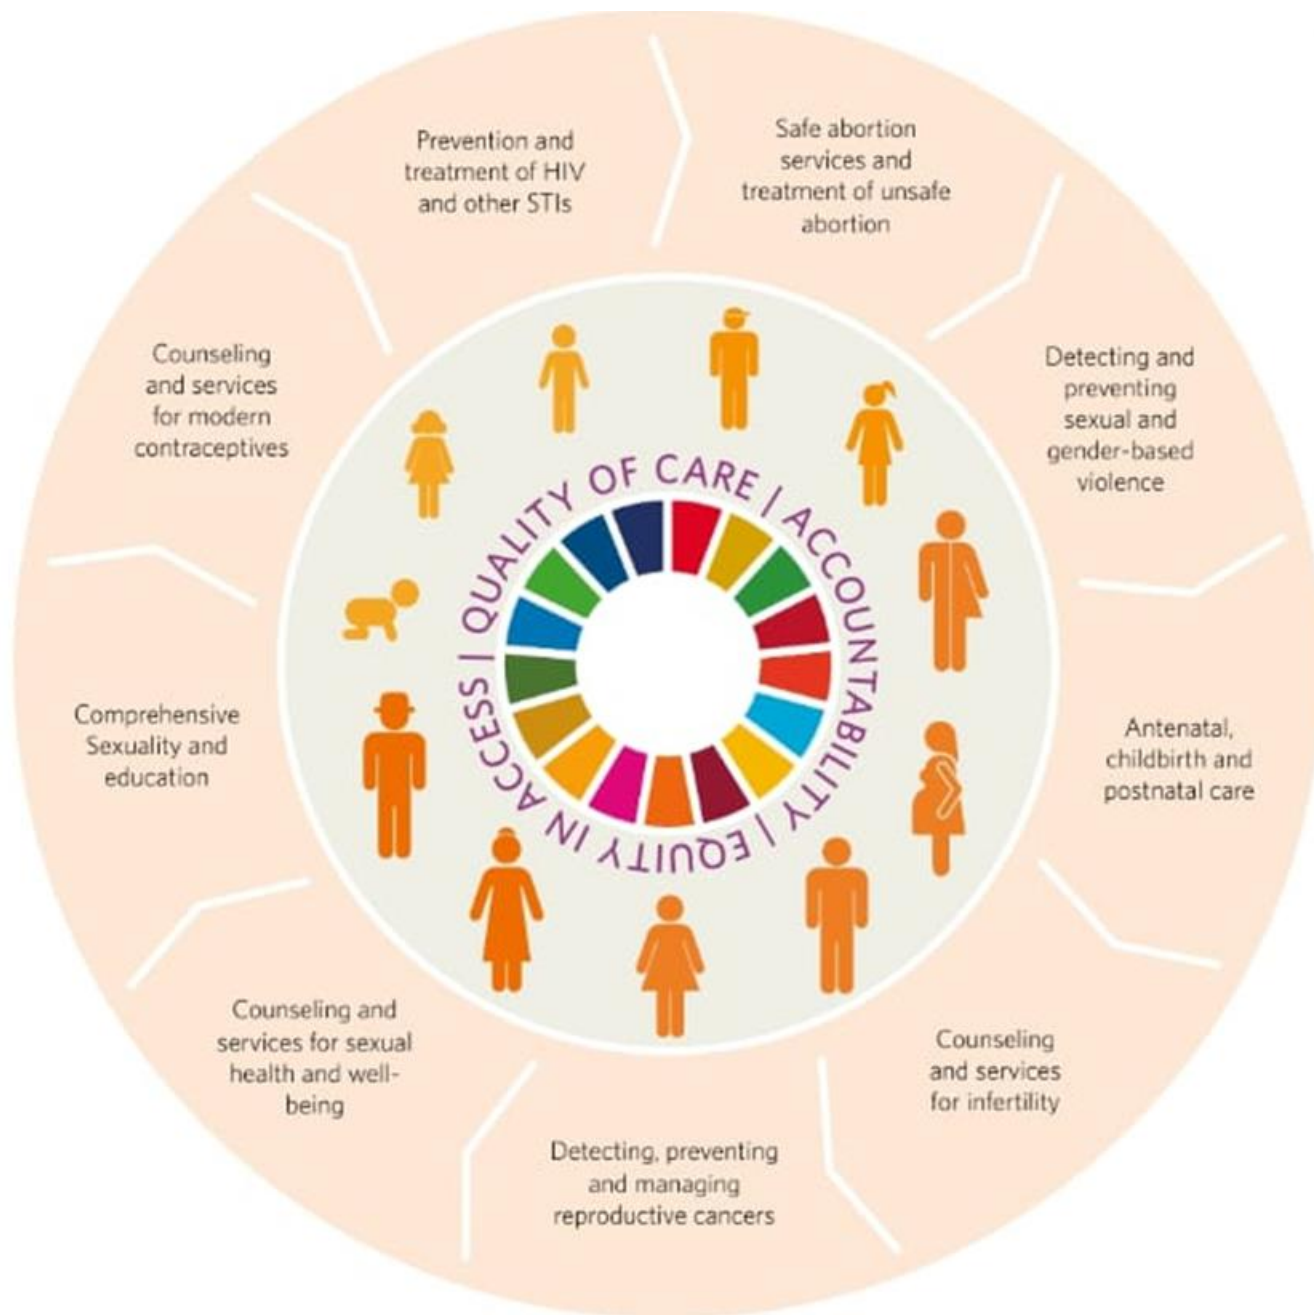 Prevention and
treatment of HIV
and other STIs
Safe abortion
services and
treatment of unsafe
abortion
Detecting and
preventing
sexual and
gender-based
violence
Antenatal,
childbirth and
postnatal care
Counseling
and services
for infertility
Detecting, preventing
and managing
reproductive cancers
Counseling and
services for sexual
health and well-
being
Comprehensive
Sexuality and
education
Counseling
and services
for modern
contraceptives
QUALITY OF CARE | ACCOUNTABILITY | EQUITY IN ACCESS |